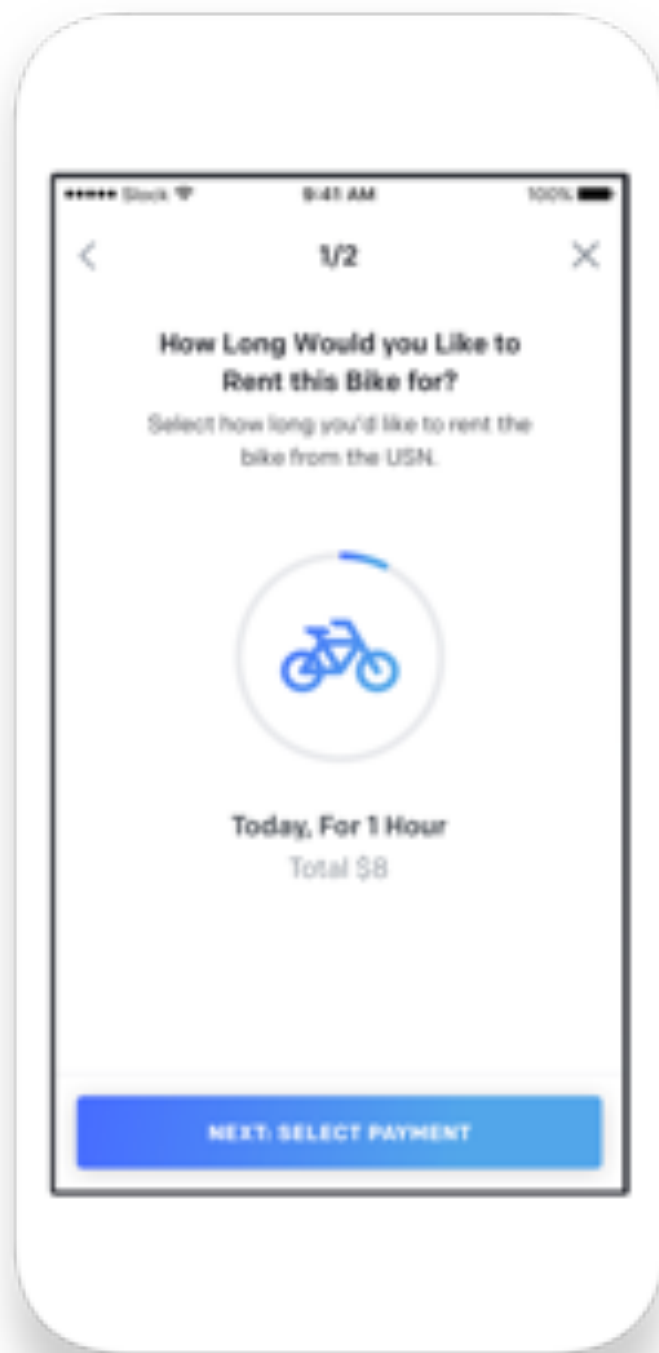 Slock 9:41 AM 100%
1/2
How Long Would you Like to
Rent this Bike for?
Select how long you'd like to rent the
bike from the USN.
Today, For 1 Hour
Total $8
NEXT: SELECT PAYMENT